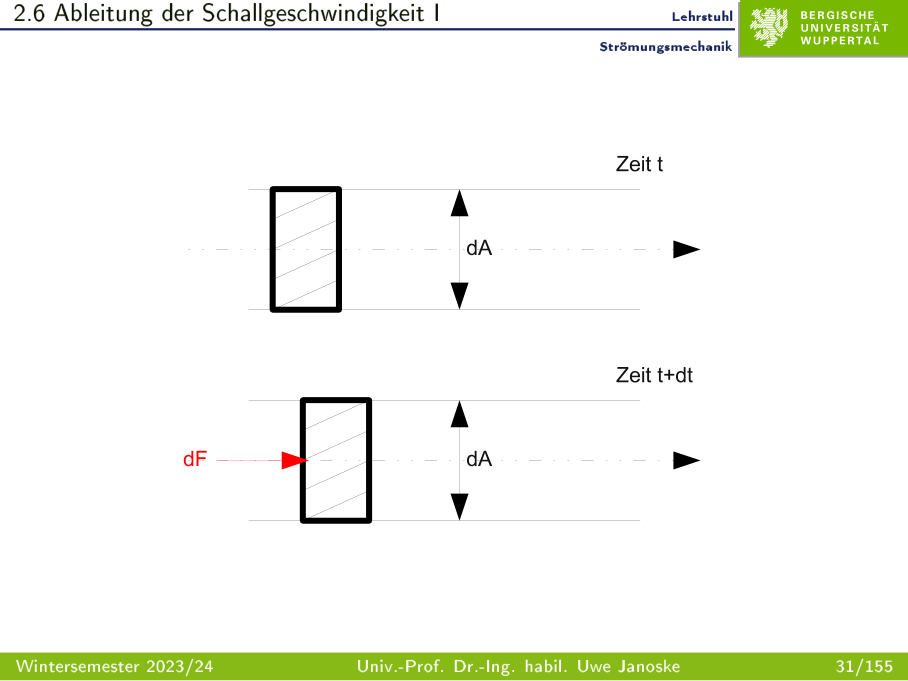 2.6 Ableitung der Schallgeschwindigkeit I
Lehrstuhl
Strömungsmechanik
BERGISCHE
UNIVERSITÄT
WUPPERTAL
Zeit t
dA
Zeit t+dt
dF
dA
Wintersemester 2023/24
Univ.-Prof. Dr.-Ing. habil. Uwe Janoske
31/155